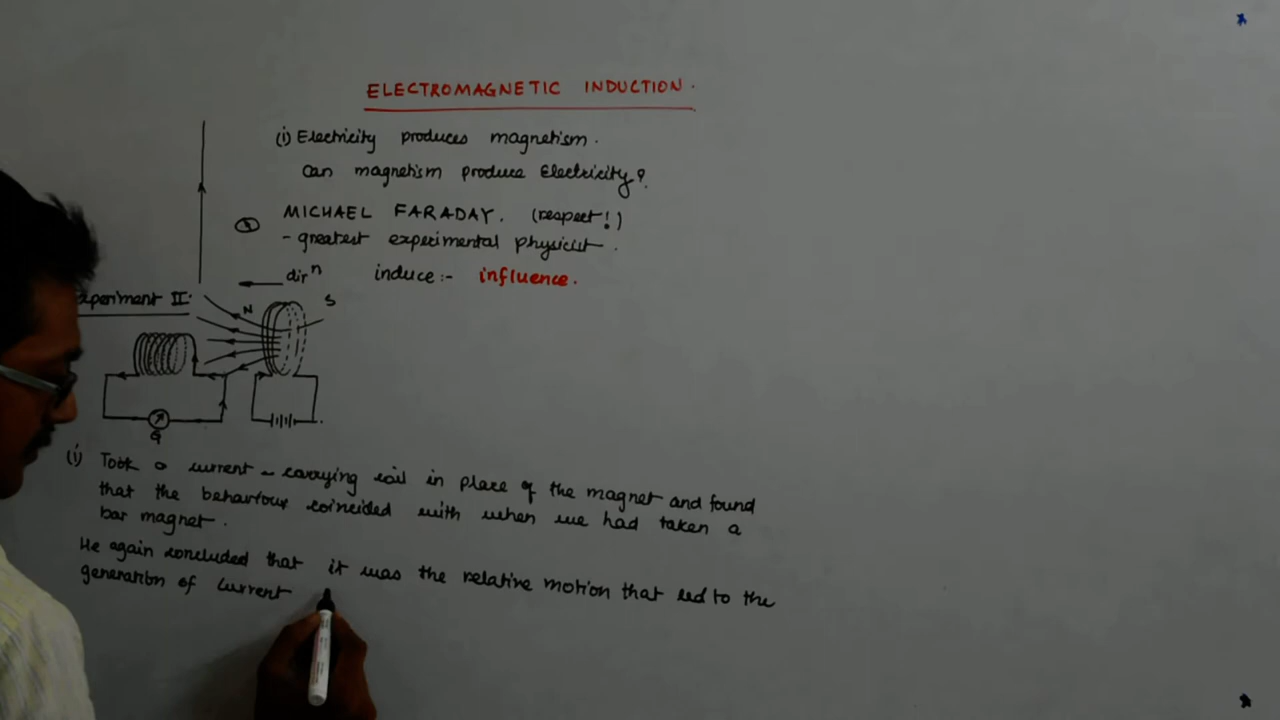 ELECTROMAGNETIC INDUCTION.
(i) Electricity produces magnetism.
Can magnetism produce Electricity?
MICHAEL FARADAY. (respect!)
- greatest experimental physicist.
dirⁿ induce:- influence.
xperiment II:
N S
G
(i) Took a current-carrying coil in place of the magnet and found
that the behaviour coincided with when we had taken a
bar magnet.
He again concluded that it was the relative motion that led to the
generation of current